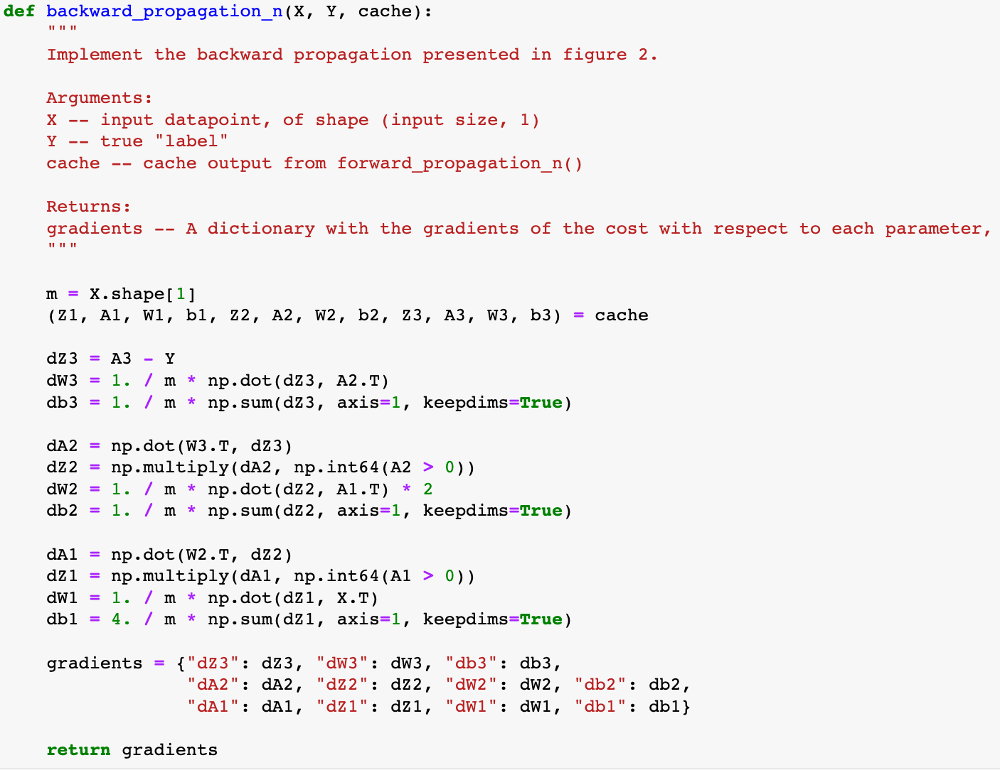 def backward_propagation_n(X, Y, cache):
    """
    Implement the backward propagation presented in figure 2.

    Arguments:
    X -- input datapoint, of shape (input size, 1)
    Y -- true "label"
    cache -- cache output from forward_propagation_n()

    Returns:
    gradients -- A dictionary with the gradients of the cost with respect to each parameter,
    """

    m = X.shape[1]
    (Z1, A1, W1, b1, Z2, A2, W2, b2, Z3, A3, W3, b3) = cache

    dZ3 = A3 - Y
    dW3 = 1. / m * np.dot(dZ3, A2.T)
    db3 = 1. / m * np.sum(dZ3, axis=1, keepdims=True)

    dA2 = np.dot(W3.T, dZ3)
    dZ2 = np.multiply(dA2, np.int64(A2 > 0))
    dW2 = 1. / m * np.dot(dZ2, A1.T) * 2
    db2 = 1. / m * np.sum(dZ2, axis=1, keepdims=True)

    dA1 = np.dot(W2.T, dZ2)
    dZ1 = np.multiply(dA1, np.int64(A1 > 0))
    dW1 = 1. / m * np.dot(dZ1, X.T)
    db1 = 4. / m * np.sum(dZ1, axis=1, keepdims=True)

    gradients = {"dZ3": dZ3, "dW3": dW3, "db3": db3,
                 "dA2": dA2, "dZ2": dZ2, "dW2": dW2, "db2": db2,
                 "dA1": dA1, "dZ1": dZ1, "dW1": dW1, "db1": db1}

    return gradients